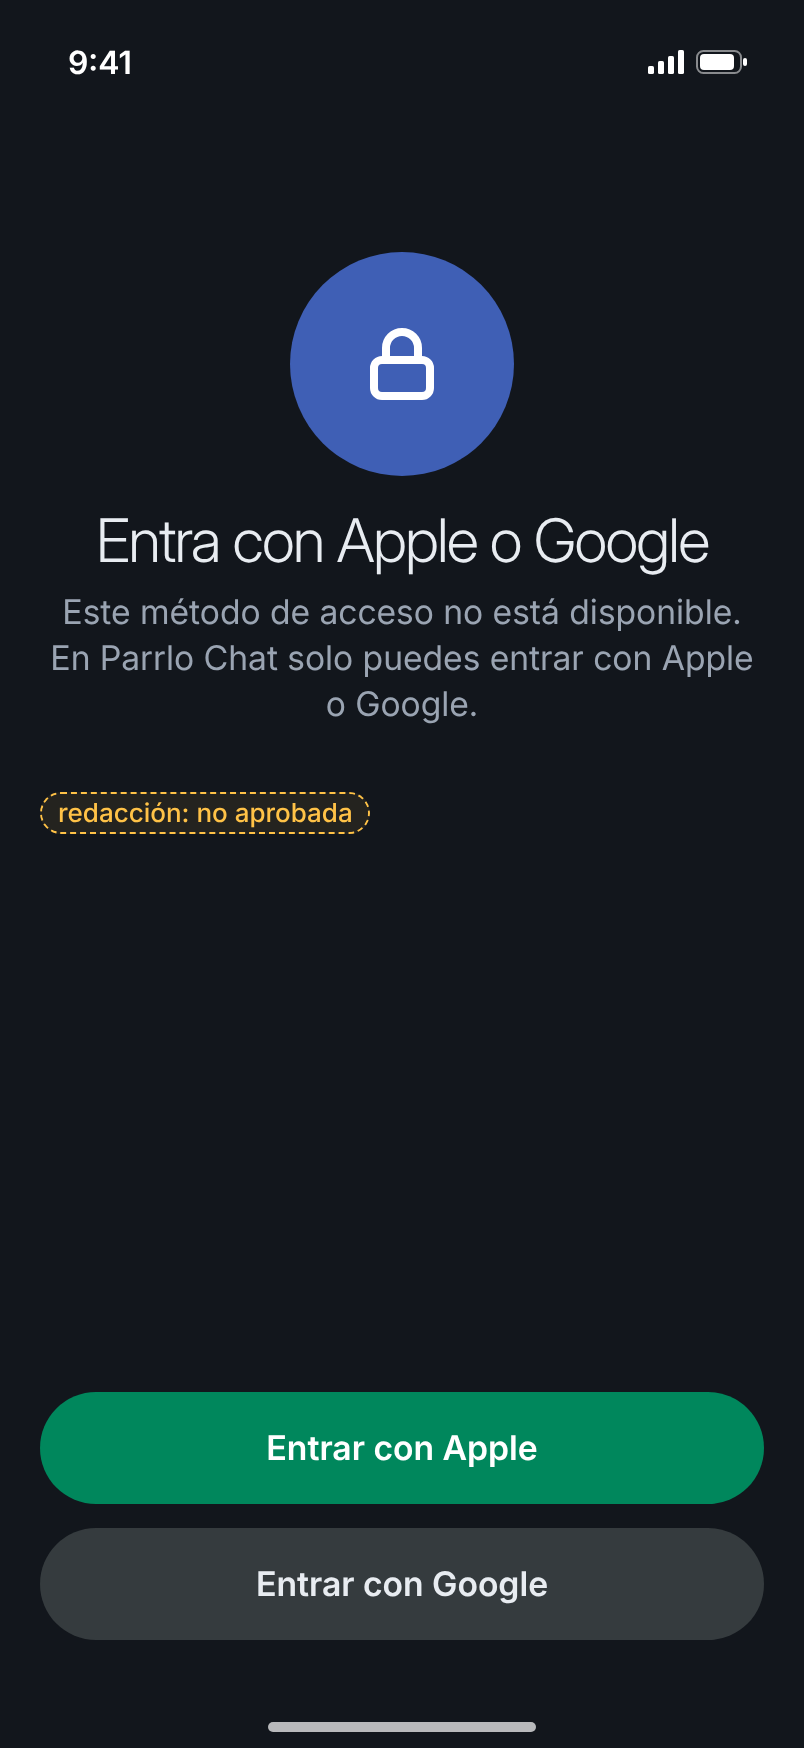 9:41
Entra con Apple o Google
Este método de acceso no está disponible.
En Parrlo Chat solo puedes entrar con Apple
o Google.
redacción: no aprobada
Entrar con Apple
Entrar con Google